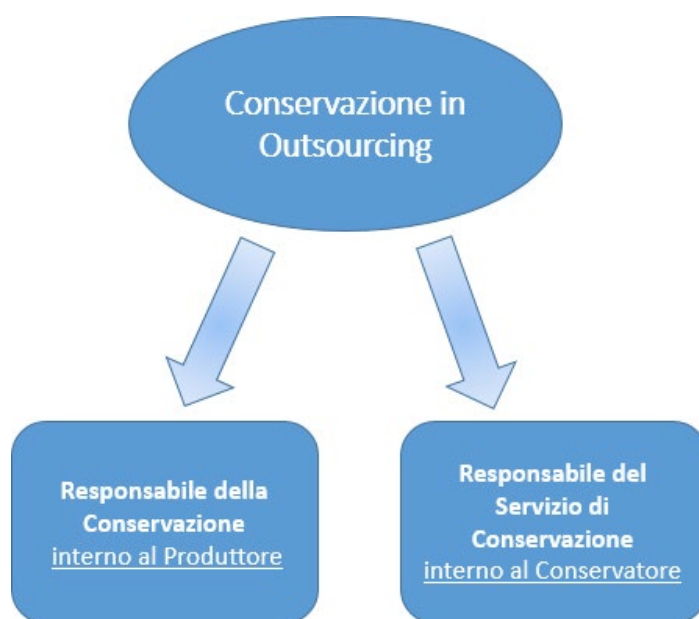 Conservazione in
Outsourcing
Responsabile della
Conservazione
interno al Produttore
Responsabile del
Servizio di
Conservazione
interno al Conservatore